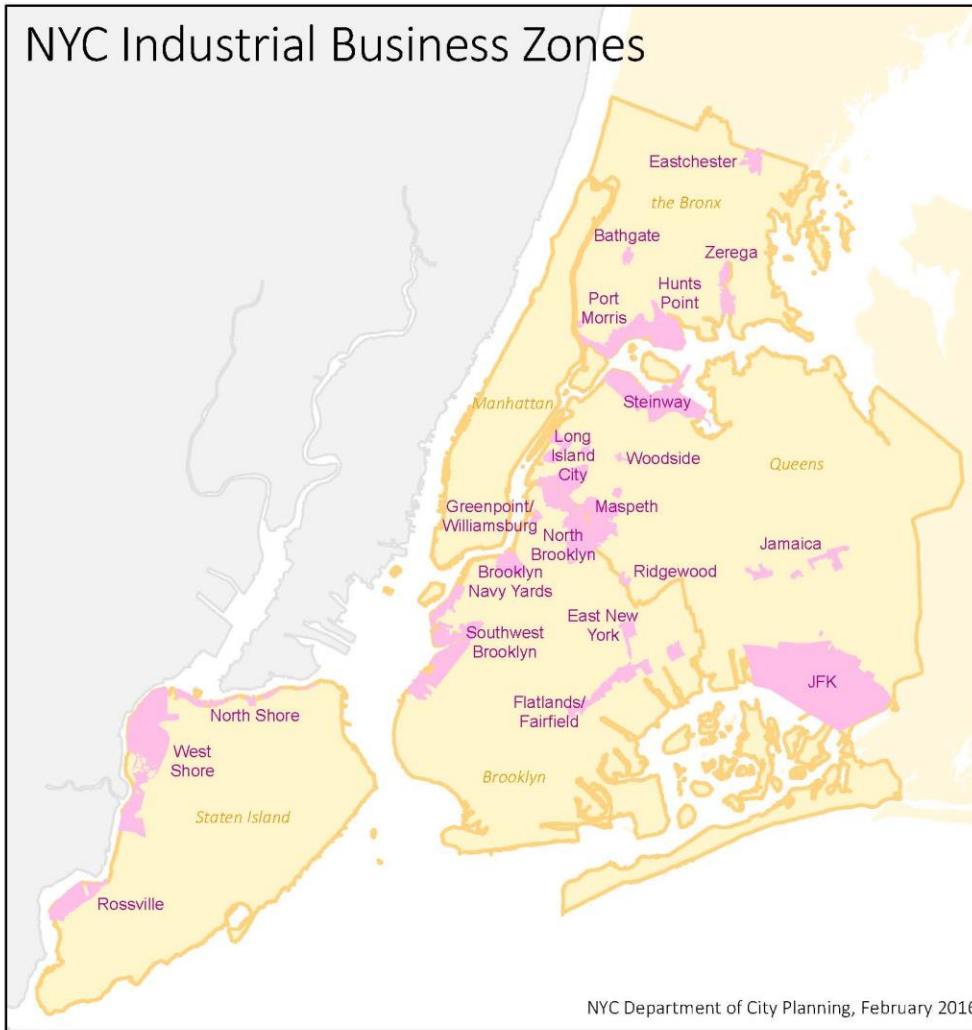 NYC Industrial Business Zones
Eastchester
the Bronx
Bathgate
Zerega
Hunts
Point
Port
Morris
Manhattan
Steinway
Long
Island
City
Woodside
Queens
Greenpoint/
Williamsburg
Maspeth
North
Brooklyn
Jamaica
Brooklyn
Navy Yards
Ridgewood
East New
York
Southwest
Brooklyn
JFK
Flatlands/
Fairfield
North Shore
West
Shore
Brooklyn
Staten Island
Rossville
NYC Department of City Planning, February 2016